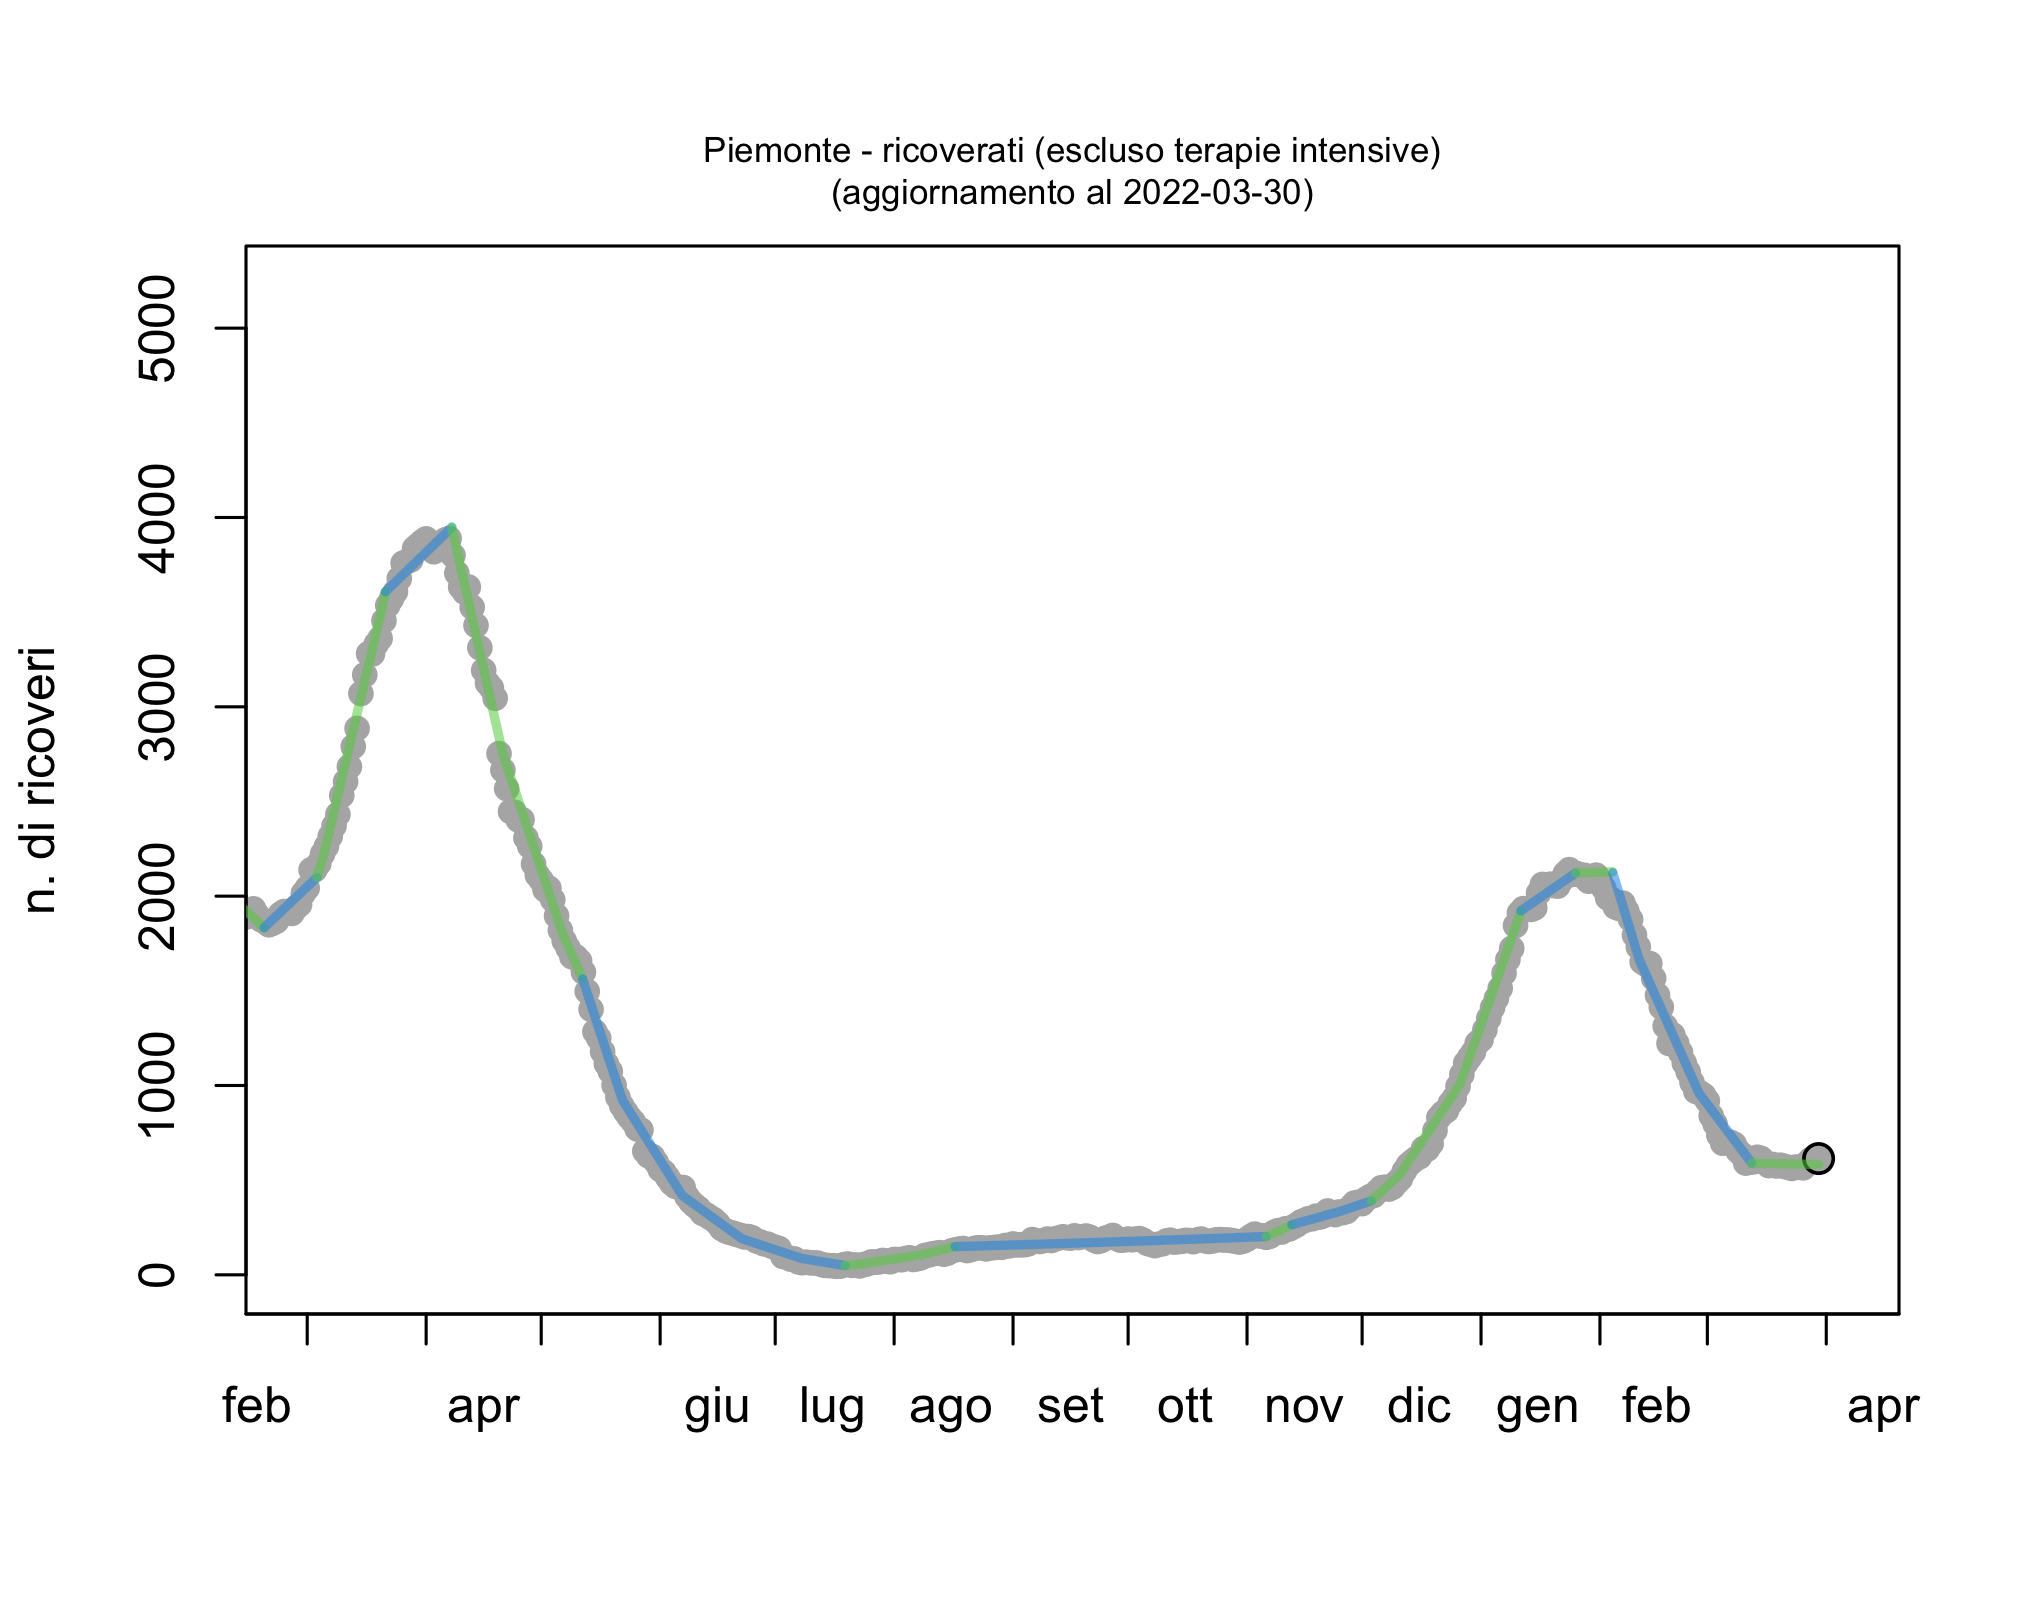 Piemonte - ricoverati (escluso terapie intensive)
(aggiornamento al 2022-03-30)
n. di ricoveri
5000
4000
3000
2000
1000
0
feb apr giu lug ago set ott nov dic gen feb apr